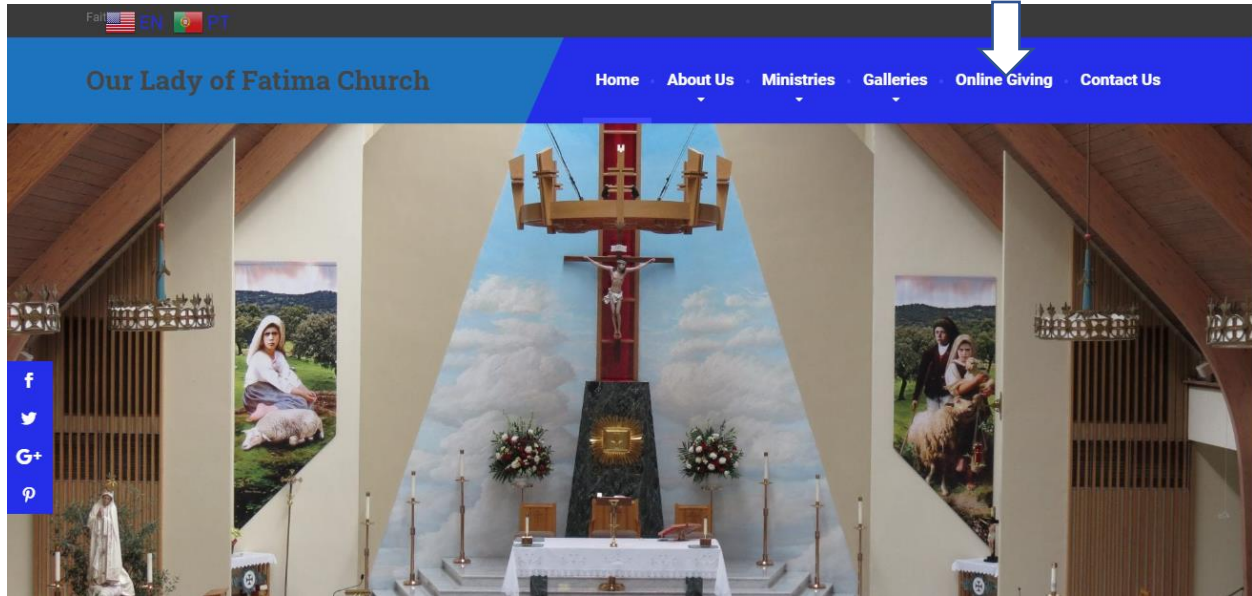 EN PT
Our Lady of Fatima Church
Home About Us Ministries Galleries Online Giving Contact Us
f
G+